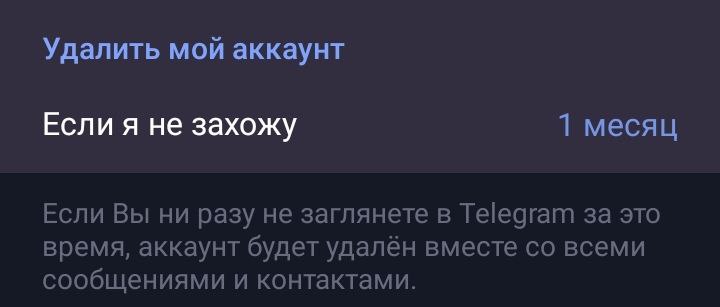 Удалить мой аккаунт
Если я не захожу 1 месяц
Если Вы ни разу не заглянете в Telegram за это
время, аккаунт будет удалён вместе со всеми
сообщениями и контактами.